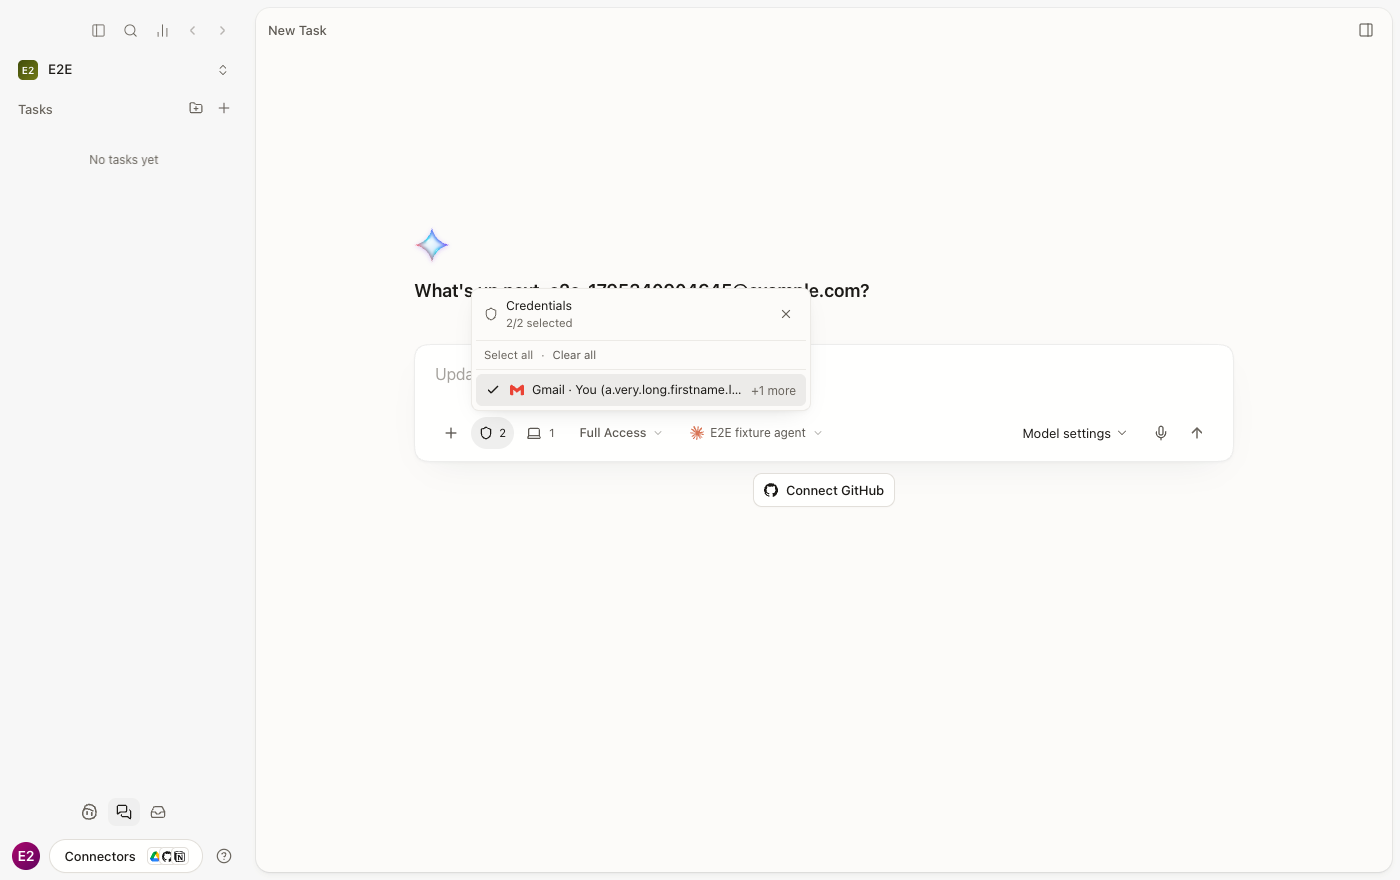 New Task
E2 E2E
Tasks
No tasks yet
What's
e.com?
Credentials
2/2 selected
Select all · Clear all
Upda
Gmail · You (a.very.long.firstname.l... +1 more
2 1 Full Access E2E fixture agent Model settings
Connect GitHub
E2 Connectors